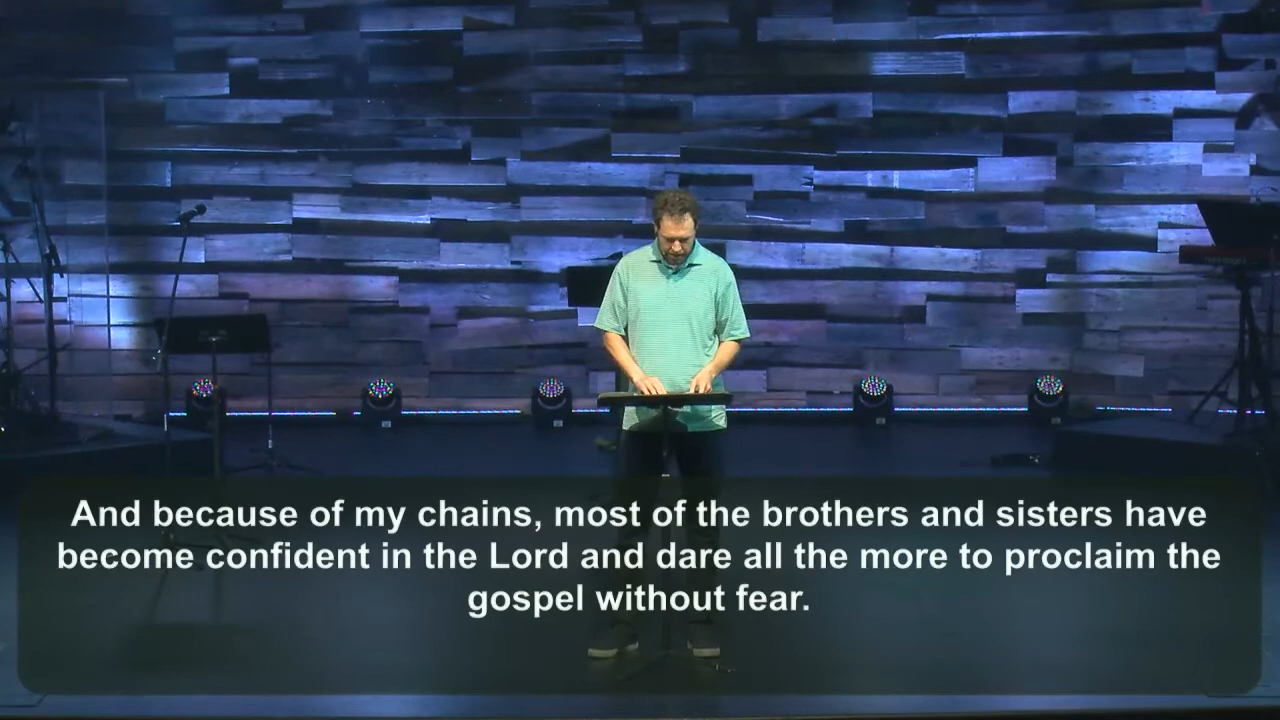 And because of my chains, most of the brothers and sisters have
become confident in the Lord and dare all the more to proclaim the
gospel without fear.